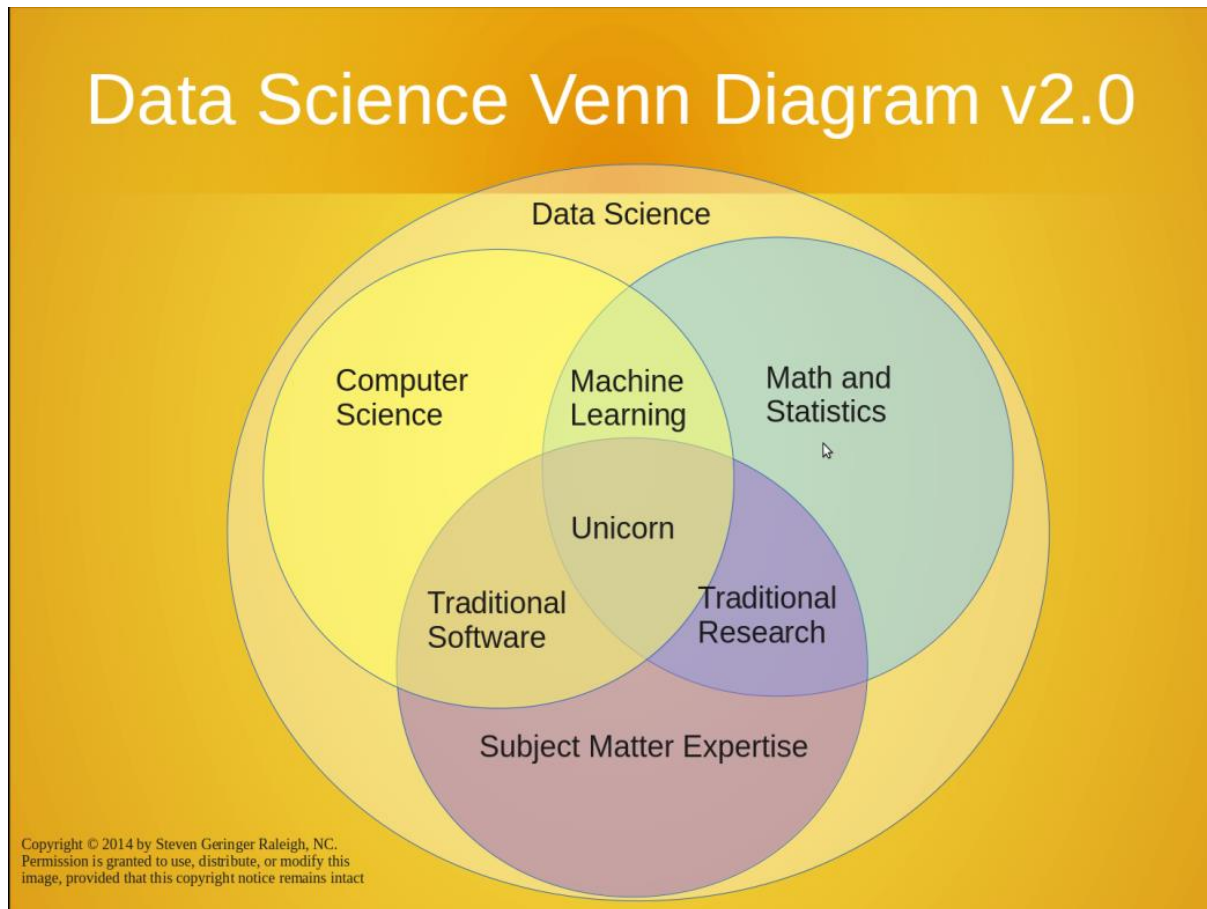 Data Science Venn Diagram v2.0
Data Science
Computer
Science
Machine
Learning
Math and
Statistics
Unicorn
Traditional
Software
Traditional
Research
Subject Matter Expertise
Copyright © 2014 by Steven Geringer Raleigh, NC.
Permission is granted to use, distribute, or modify this
image, provided that this copyright notice remains intact